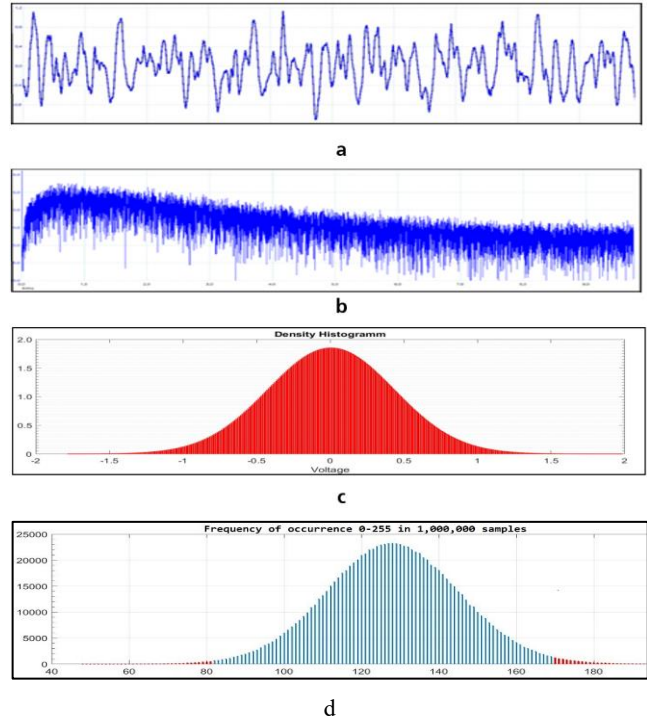 a
b
Density Histogramm
2.0
1.5
1.0
0.5
0
-2 -1.5 -1 -0.5 0 0.5 1 1.5 2
Voltage
c
Frequency of occurrence 0-255 in 1,000,000 samples
25000
20000
15000
10000
5000
0
40 60 80 100 120 140 160 180
d